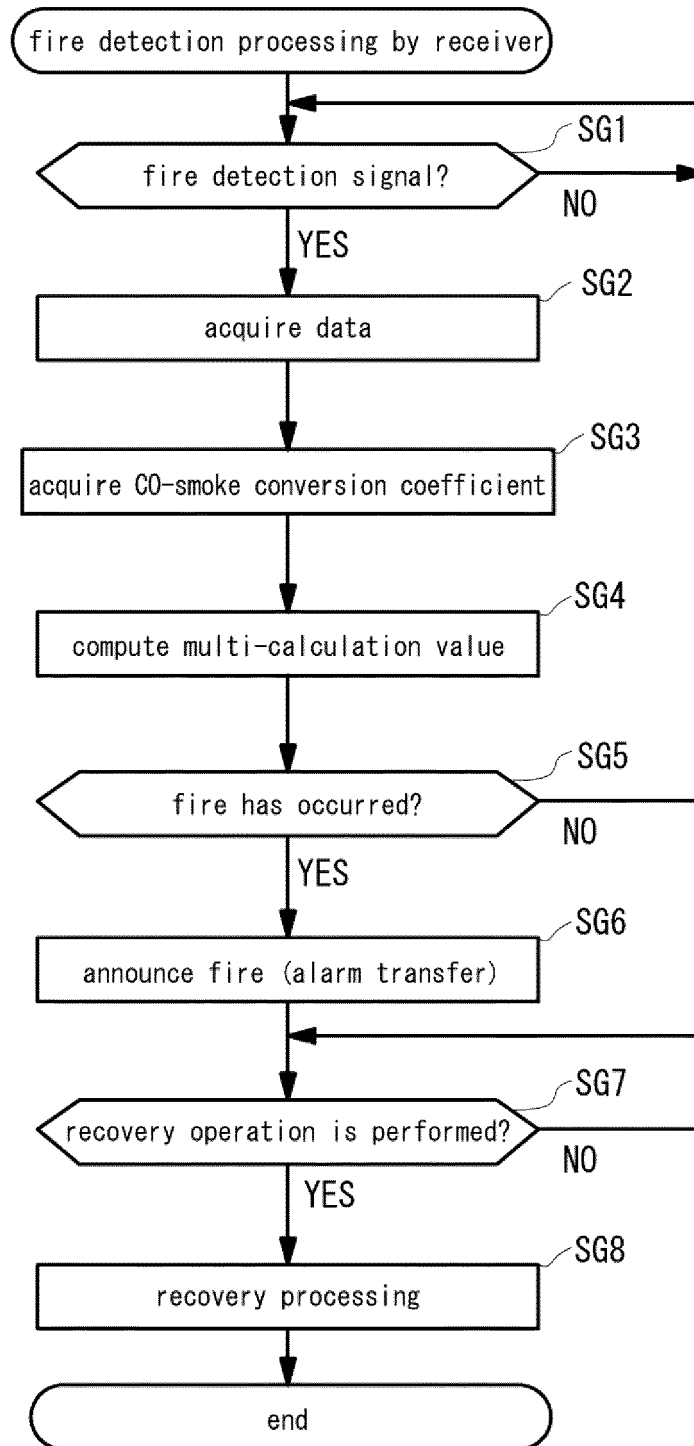 fire detection processing by receiver
SG1
fire detection signal?
NO
YES
SG2
acquire data
SG3
acquire CO-smoke conversion coefficient
SG4
compute multi-calculation value
SG5
fire has occurred?
NO
YES
SG6
announce fire (alarm transfer)
SG7
recovery operation is performed?
NO
YES
SG8
recovery processing
end